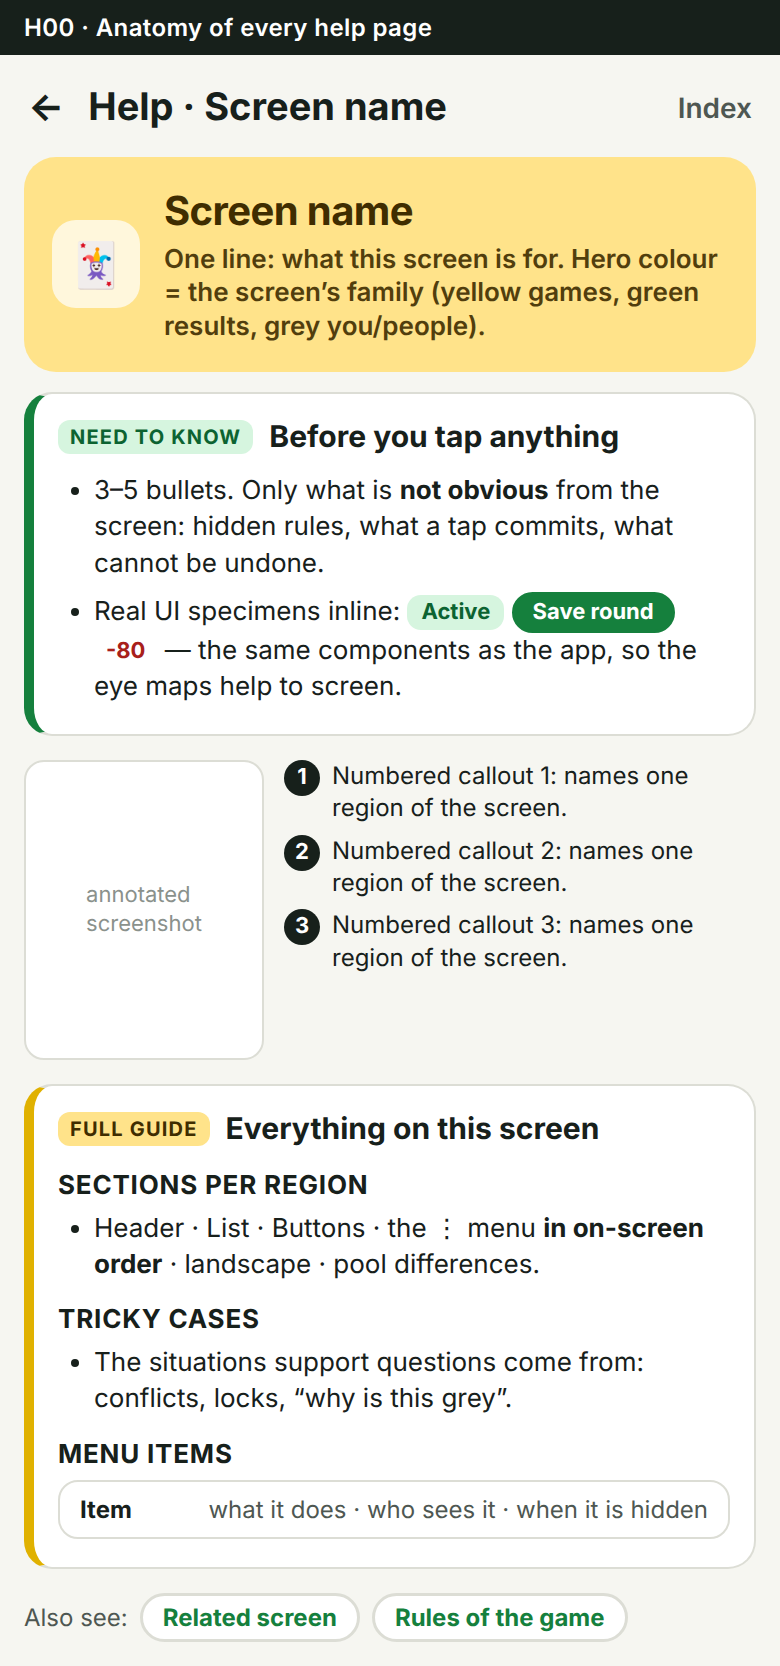 H00 · Anatomy of every help page
← Help · Screen name
Index
Screen name
One line: what this screen is for. Hero colour
= the screen’s family (yellow games, green
results, grey you/people).
NEED TO KNOW Before you tap anything
• 3–5 bullets. Only what is not obvious from the
screen: hidden rules, what a tap commits, what
cannot be undone.
• Real UI specimens inline: Active Save round
-80 — the same components as the app, so the
eye maps help to screen.
annotated
screenshot
1 Numbered callout 1: names one
region of the screen.
2 Numbered callout 2: names one
region of the screen.
3 Numbered callout 3: names one
region of the screen.
FULL GUIDE Everything on this screen
SECTIONS PER REGION
• Header · List · Buttons · the ⋮ menu in on-screen
order · landscape · pool differences.
TRICKY CASES
• The situations support questions come from:
conflicts, locks, “why is this grey”.
MENU ITEMS
Item what it does · who sees it · when it is hidden
Also see: Related screen Rules of the game